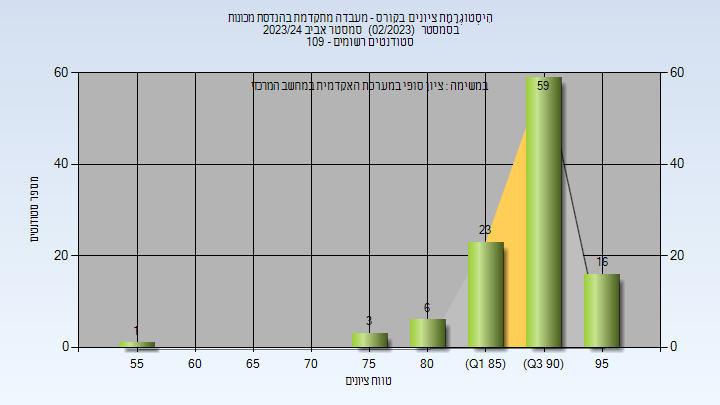 היסטוגרמת ציונים בקורס - מעבדה מתקדמת בהנדסת מכונות
בסמסטר (02/2023) סמסטר אביב 2023/24
סטודנטים רשומים - 109
במשימה : ציון סופי במערכת האקדמית במחשב המרכזי
60 60
59
40 40
מספר סטודנטים
23
20 20
16
6
3
1
0 0
55 60 65 70 75 80 (Q1 85) (Q3 90) 95
טווח ציונים